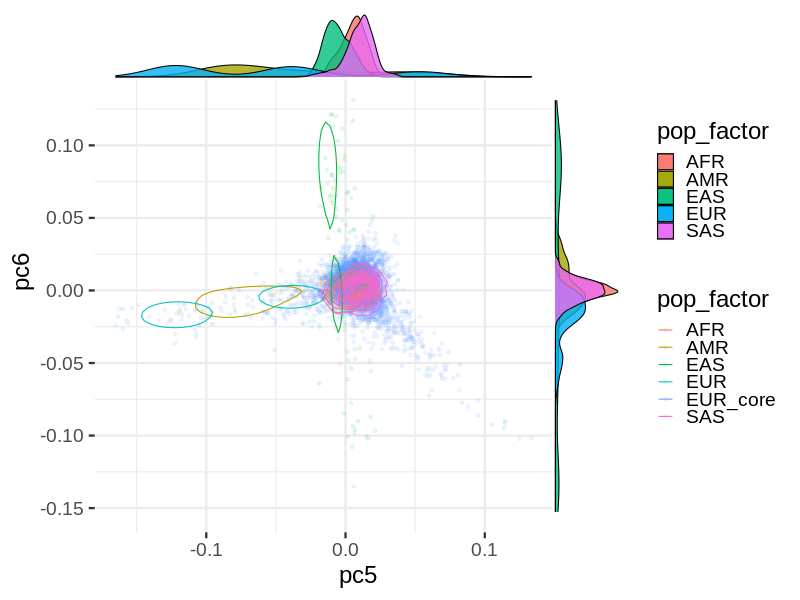 pop_factor
AFR
AMR
EAS
EUR
SAS
pop_factor
AFR
AMR
EAS
EUR
EUR_core
SAS
pc6
0.10
0.05
0.00
-0.05
-0.10
-0.15
-0.1
0.0
0.1
pc5